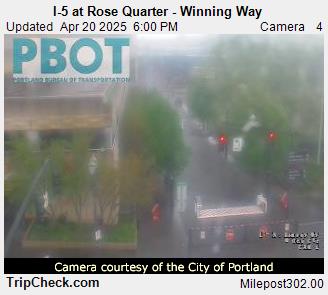 I-5 at Rose Quarter - Winning Way
Updated Apr 20 2025 6:00 PM Camera 4
PBOT
PORTLAND BUREAU OF TRANSPORTATION
Camera courtesy of the City of Portland
TripCheck.com Milepost302.00